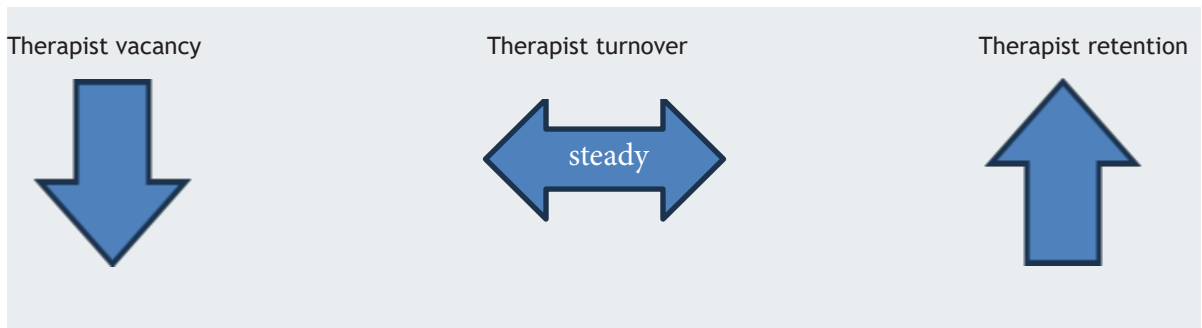 Therapist vacancy
Therapist turnover
Therapist retention
steady